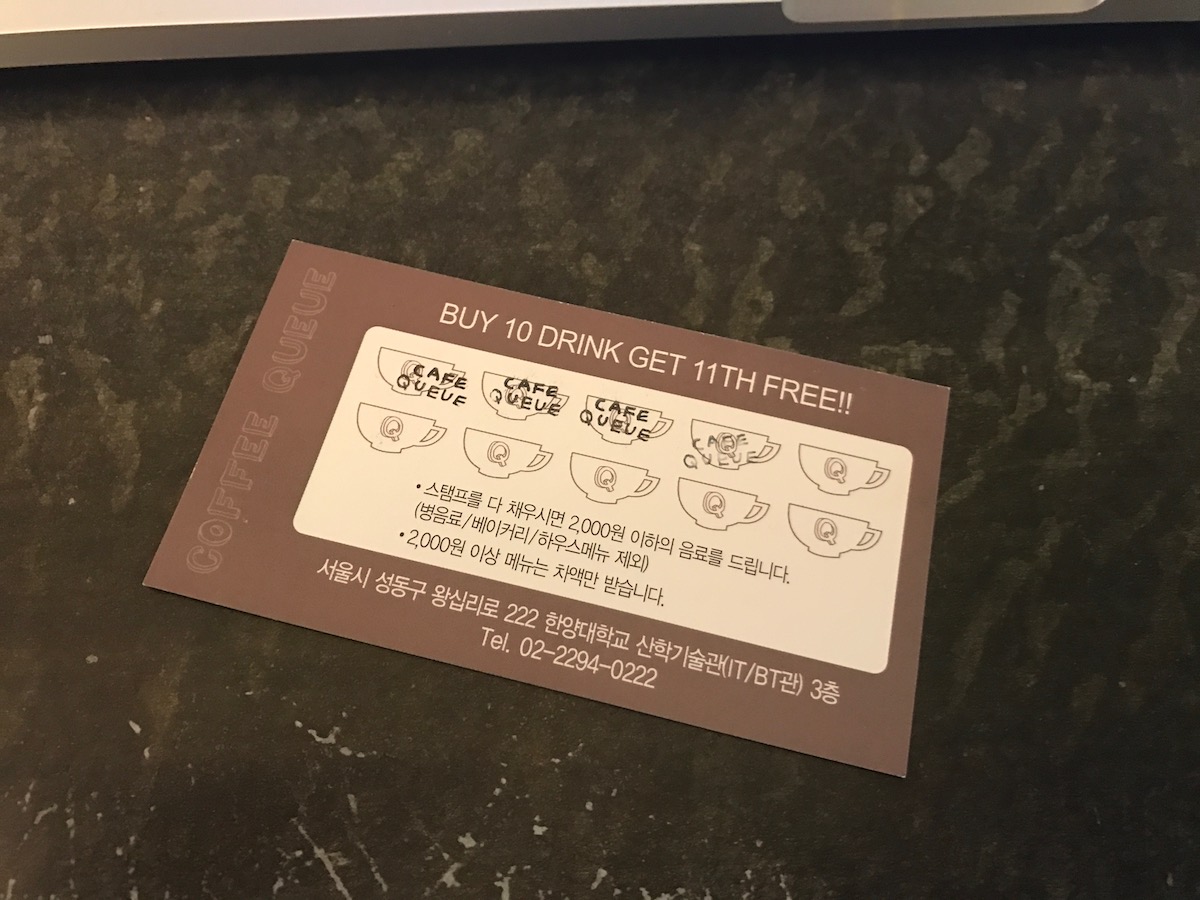 COFFEE QUEUE
BUY 10 DRINK GET 11TH FREE!!
CAFE QUEUE
CAFE QUEUE
CAFE QUEUE
CAFE QUEUE
Q
Q
Q
Q
Q
Q
• 스탬프를 다 채우시면 2,000원 이하의 음료를 드립니다.
(병음료/베이커리/하우스메뉴 제외)
• 2,000원 이상 메뉴는 차액만 받습니다.
서울시 성동구 왕십리로 222 한양대학교 산학기술관(IT/BT관) 3층
Tel. 02-2294-0222